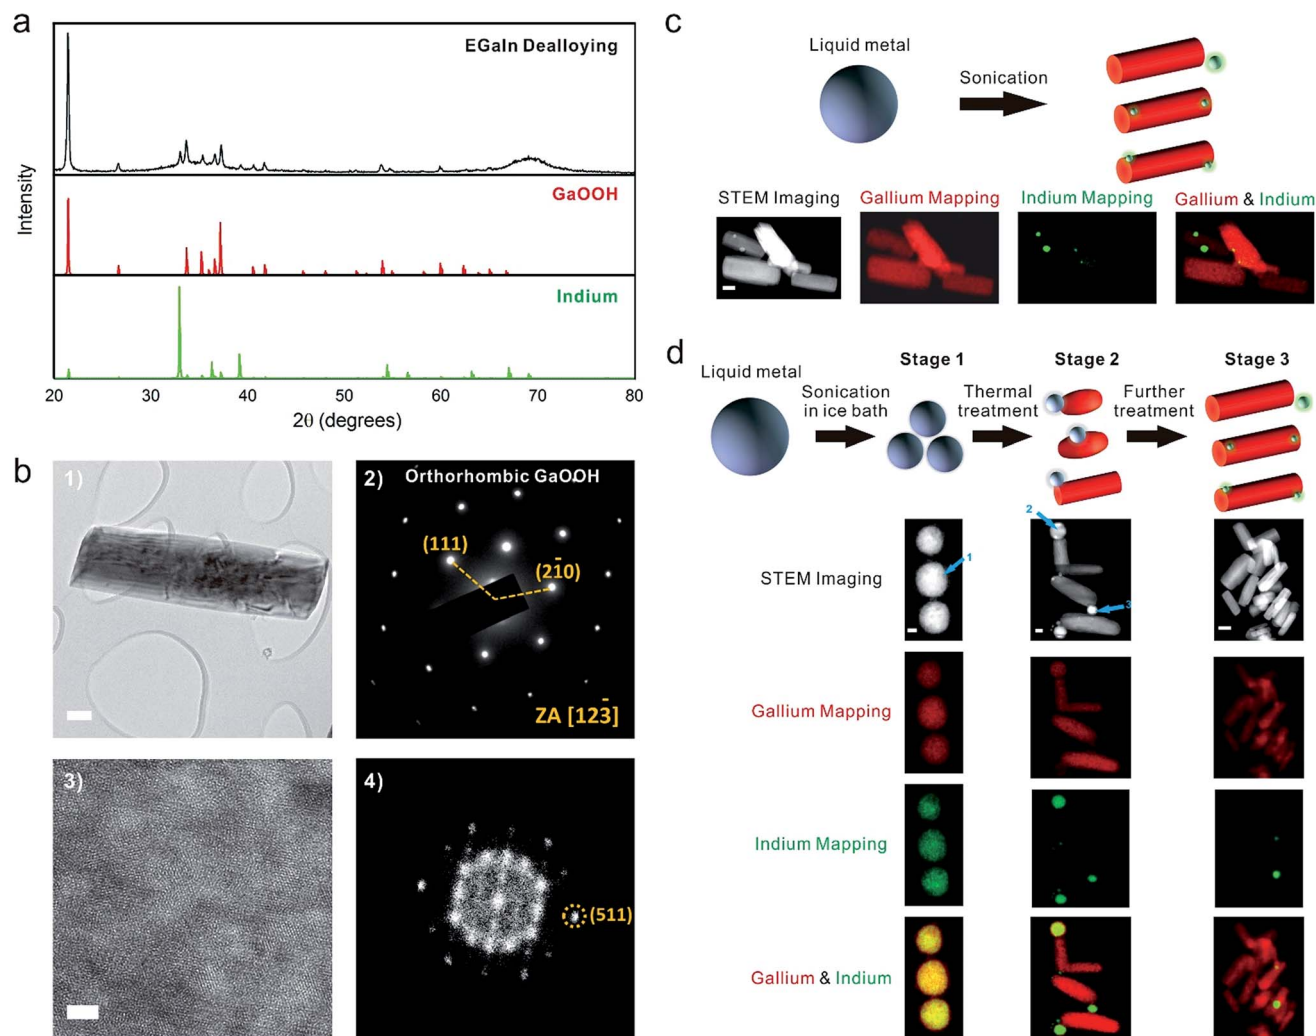 a
EGaIn Dealloying
GaOOH
Indium
Intensity
20 30 40 50 60 70 80
2θ (degrees)
b
1)
2)
Orthorhombic GaOOH
(111)
(21̄0)
ZA [123̄]
3)
4)
(511)
c
Liquid metal
Sonication
STEM Imaging
Gallium Mapping
Indium Mapping
Gallium & Indium
d
Stage 1
Stage 2
Stage 3
Liquid metal
Sonication
in ice bath
Thermal
treatment
Further
treatment
STEM Imaging
1
2
3
Gallium Mapping
Indium Mapping
Gallium & Indium